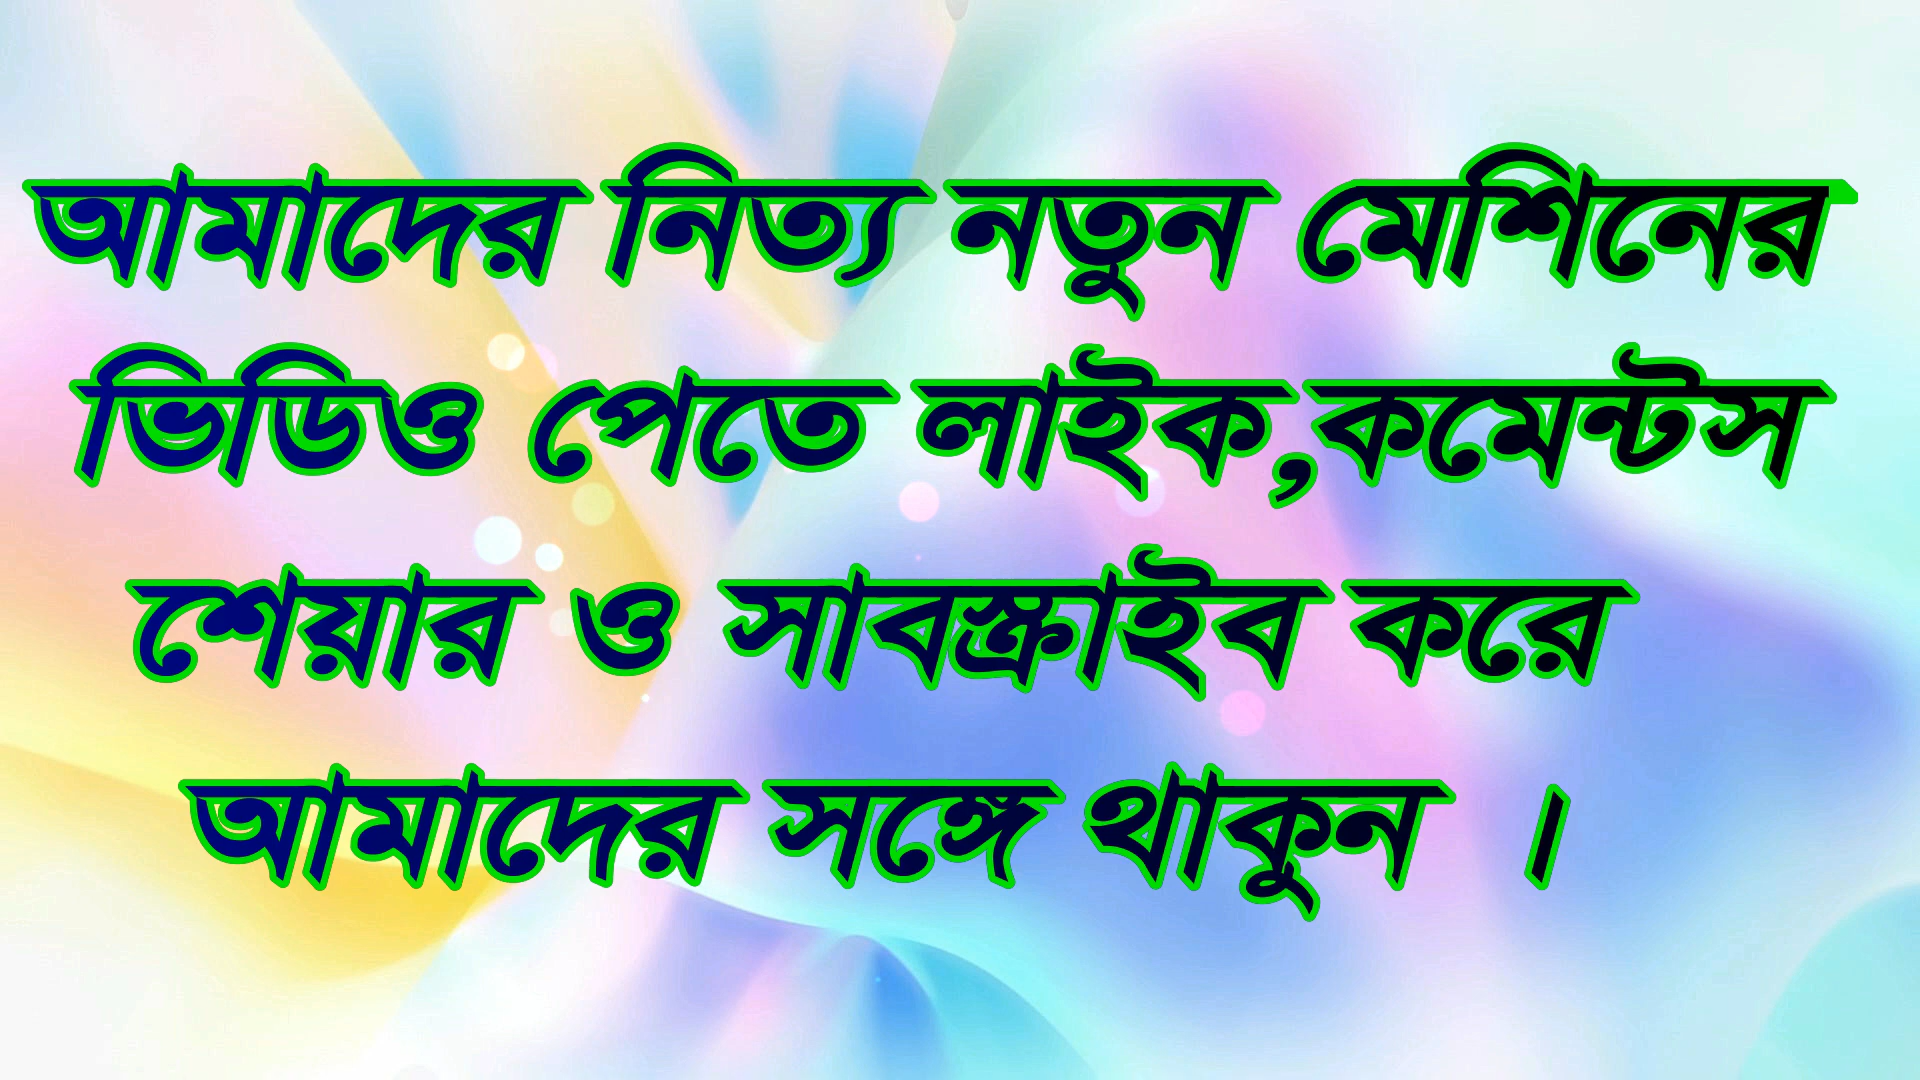 আমাদের নিত্য নতুন মেশিনের
ভিডিও পেতে লাইক,কমেন্টস
শেয়ার ও সাবস্ক্রাইব করে
আমাদের সঙ্গে থাকুন ।